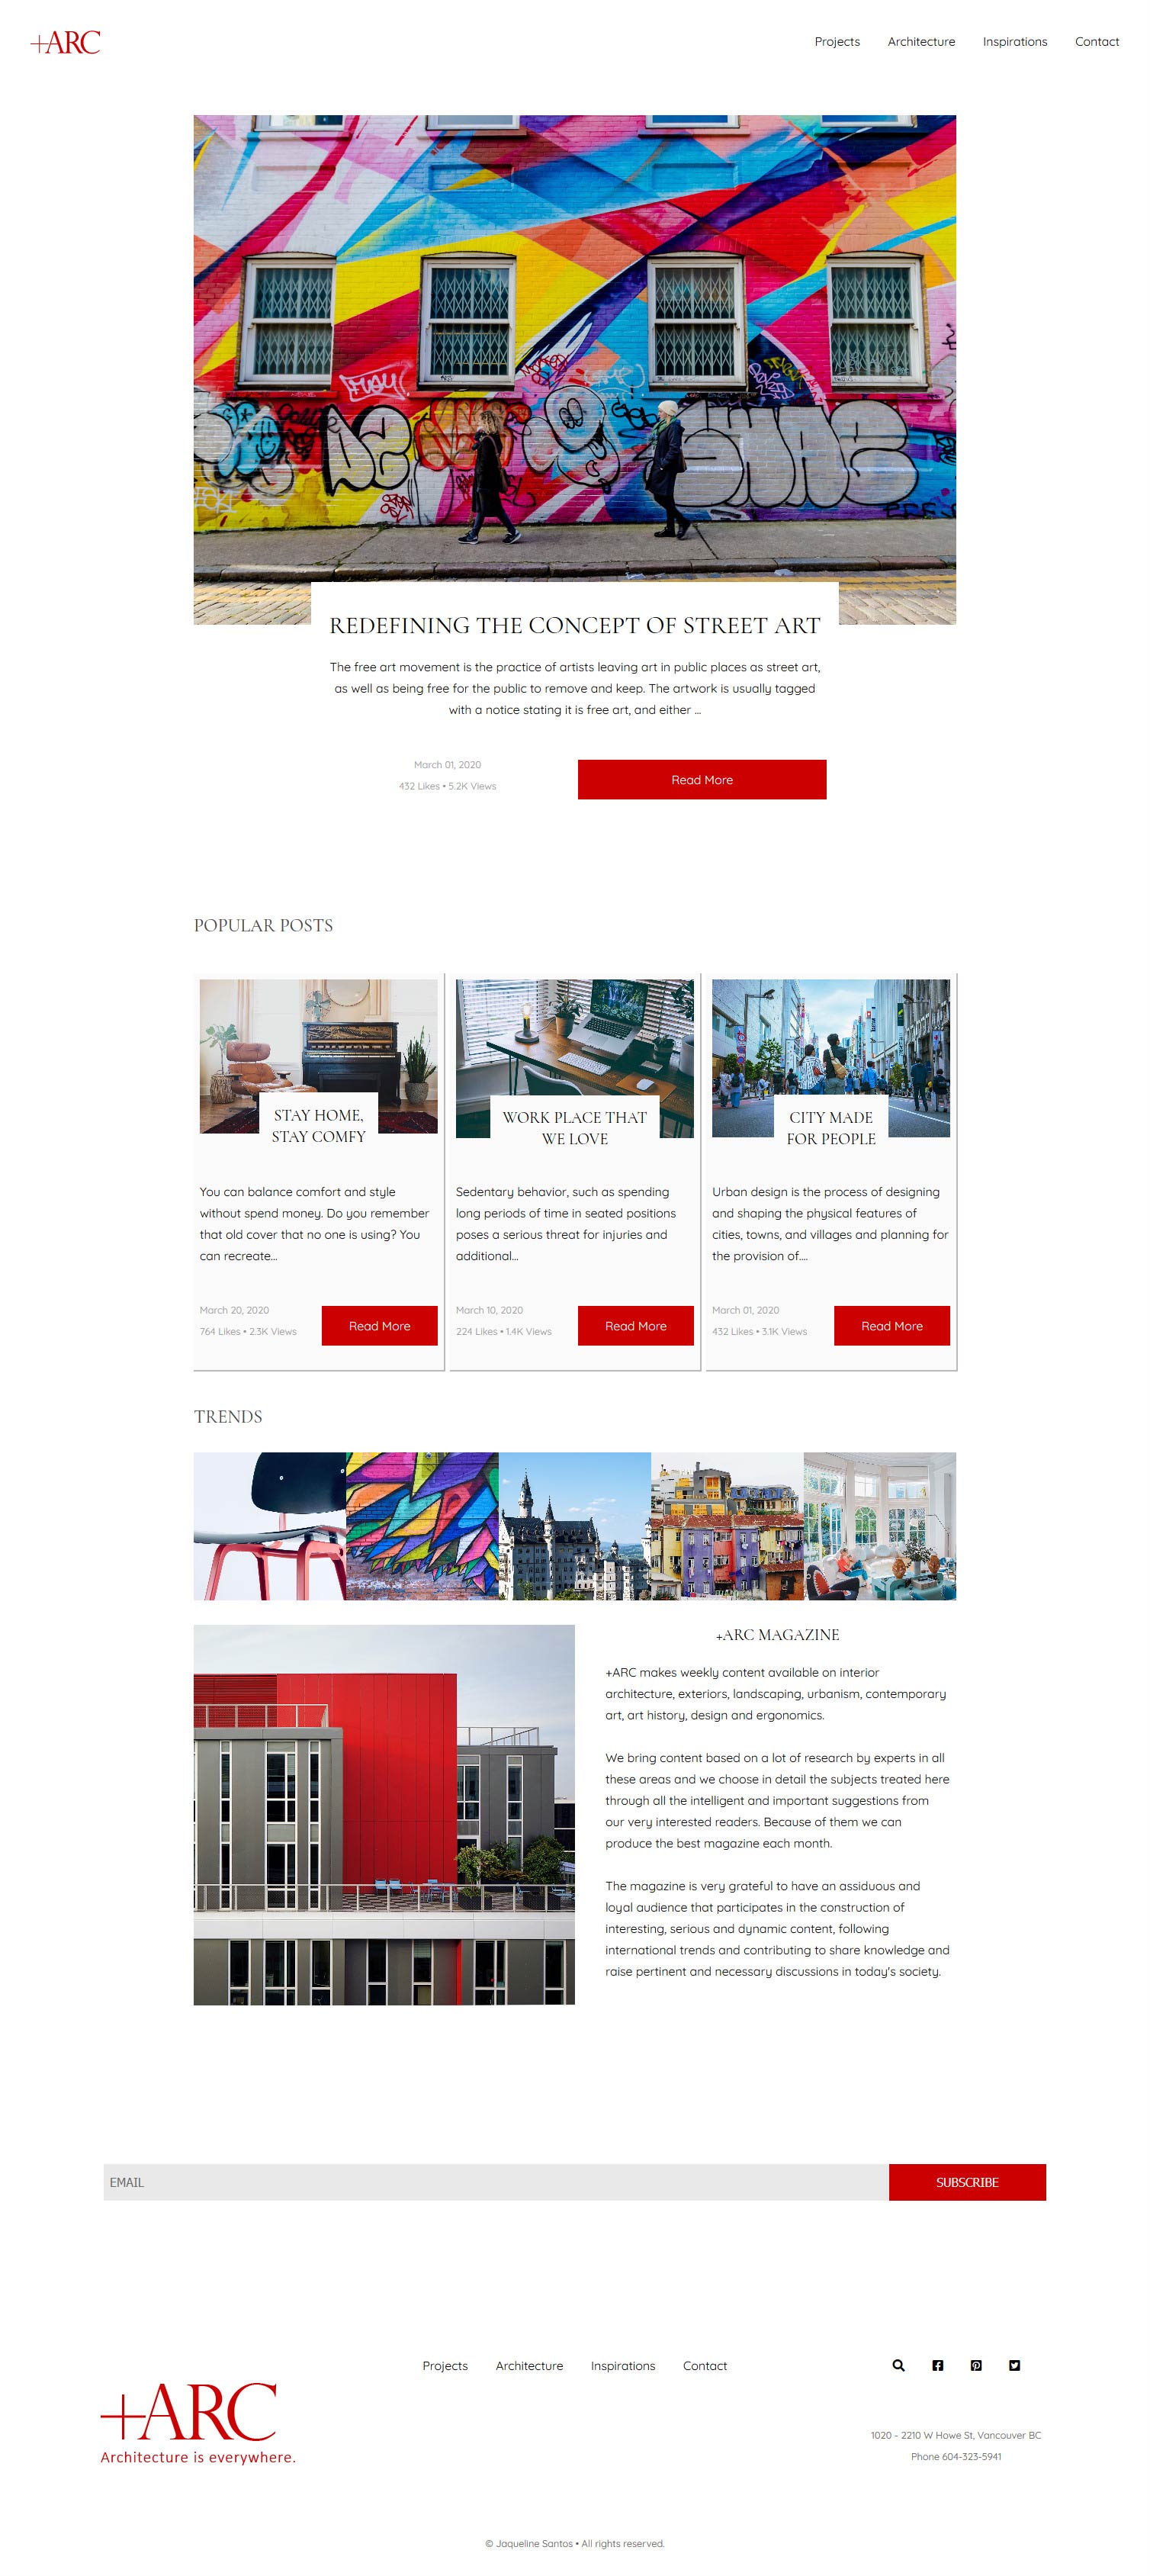 +ARC
Projects Architecture Inspirations Contact
REDEFINING THE CONCEPT OF STREET ART
The free art movement is the practice of artists leaving art in public places as street art,
as well as being free for the public to remove and keep. The artwork is usually tagged
with a notice stating it is free art, and either ...
March 01, 2020
432 Likes • 5.2K Views
Read More
POPULAR POSTS
STAY HOME,
STAY COMFY
You can balance comfort and style
without spend money. Do you remember
that old cover that no one is using? You
can recreate...
March 20, 2020
764 Likes • 2.3K Views
Read More
WORK PLACE THAT
WE LOVE
Sedentary behavior, such as spending
long periods of time in seated positions
poses a serious threat for injuries and
additional...
March 10, 2020
224 Likes • 1.4K Views
Read More
CITY MADE
FOR PEOPLE
Urban design is the process of designing
and shaping the physical features of
cities, towns, and villages and planning for
the provision of....
March 01, 2020
432 Likes • 3.1K Views
Read More
TRENDS
+ARC MAGAZINE
+ARC makes weekly content available on interior
architecture, exteriors, landscaping, urbanism, contemporary
art, art history, design and ergonomics.
We bring content based on a lot of research by experts in all
these areas and we choose in detail the subjects treated here
through all the intelligent and important suggestions from
our very interested readers. Because of them we can
produce the best magazine each month.
The magazine is very grateful to have an assiduous and
loyal audience that participates in the construction of
interesting, serious and dynamic content, following
international trends and contributing to share knowledge and
raise pertinent and necessary discussions in today's society.
EMAIL
SUBSCRIBE
Projects Architecture Inspirations Contact
+ARC
Architecture is everywhere.
1020 - 2210 W Howe St, Vancouver BC
Phone 604-323-5941
© Jaqueline Santos • All rights reserved.